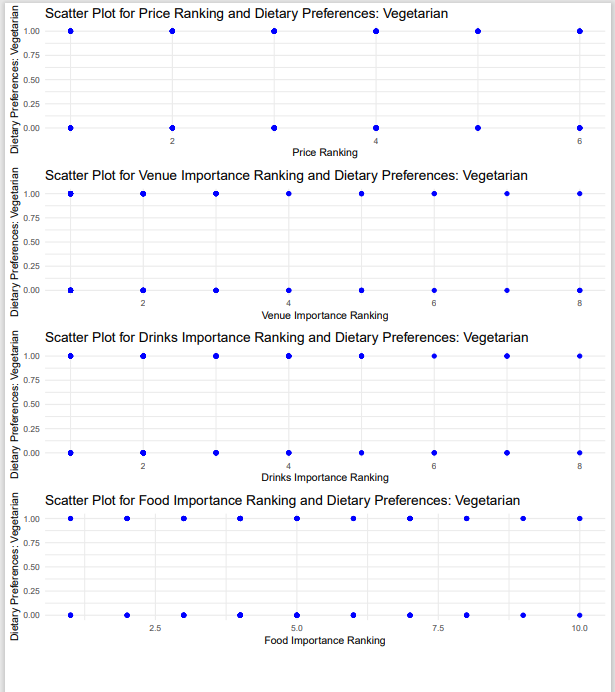 Scatter Plot for Price Ranking and Dietary Preferences: Vegetarian
Dietary Preferences: Vegetarian
1.00
0.75
0.50
0.25
0.00
2 4 6
Price Ranking
Scatter Plot for Venue Importance Ranking and Dietary Preferences: Vegetarian
Dietary Preferences: Vegetarian
1.00
0.75
0.50
0.25
0.00
2 4 6 8
Venue Importance Ranking
Scatter Plot for Drinks Importance Ranking and Dietary Preferences: Vegetarian
Dietary Preferences: Vegetarian
1.00
0.75
0.50
0.25
0.00
2 4 6 8
Drinks Importance Ranking
Scatter Plot for Food Importance Ranking and Dietary Preferences: Vegetarian
Dietary Preferences: Vegetarian
1.00
0.75
0.50
0.25
0.00
2.5 5.0 7.5 10.0
Food Importance Ranking